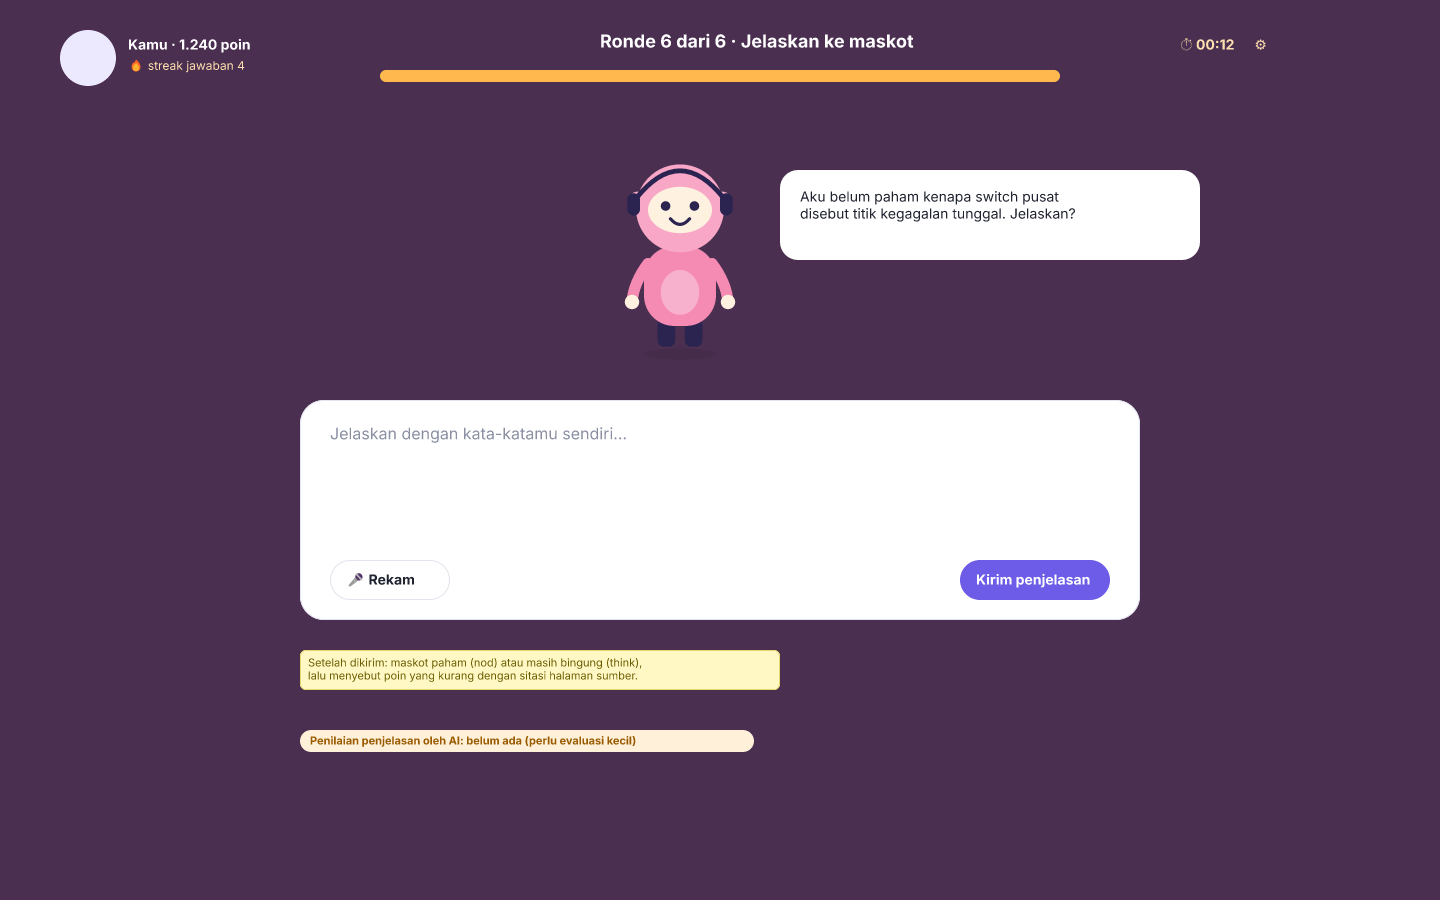 Kamu · 1.240 poin
🔥 streak jawaban 4
Ronde 6 dari 6 · Jelaskan ke maskot
⏱ 00:12 ⚙
Aku belum paham kenapa switch pusat
disebut titik kegagalan tunggal. Jelaskan?
Jelaskan dengan kata-katamu sendiri...
🎤 Rekam
Kirim penjelasan
Setelah dikirim: maskot paham (nod) atau masih bingung (think),
lalu menyebut poin yang kurang dengan sitasi halaman sumber.
Penilaian penjelasan oleh AI: belum ada (perlu evaluasi kecil)